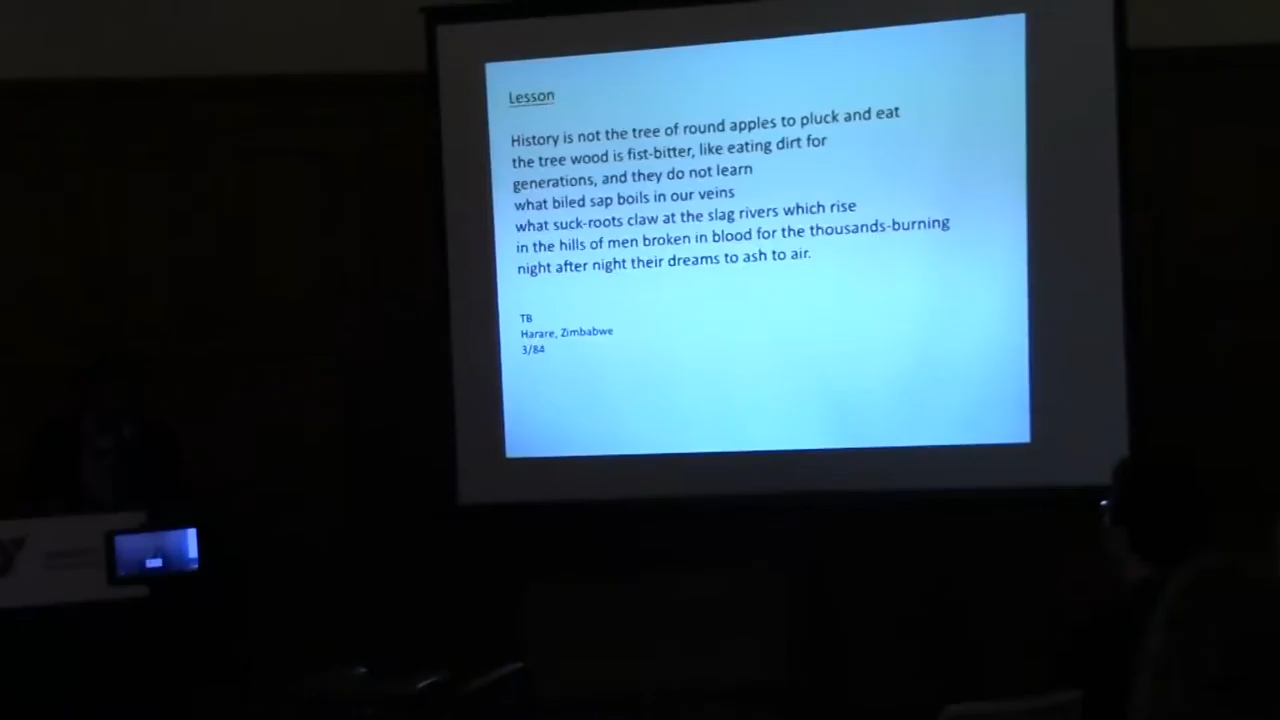 Lesson
History is not the tree of round apples to pluck and eat
the tree wood is fist-bitter, like eating dirt for
generations, and they do not learn
what biled sap boils in our veins
what suck-roots claw at the slag rivers which rise
in the hills of men broken in blood for the thousands-burning
night after night their dreams to ash to air.
TB
Harare, Zimbabwe
3/84